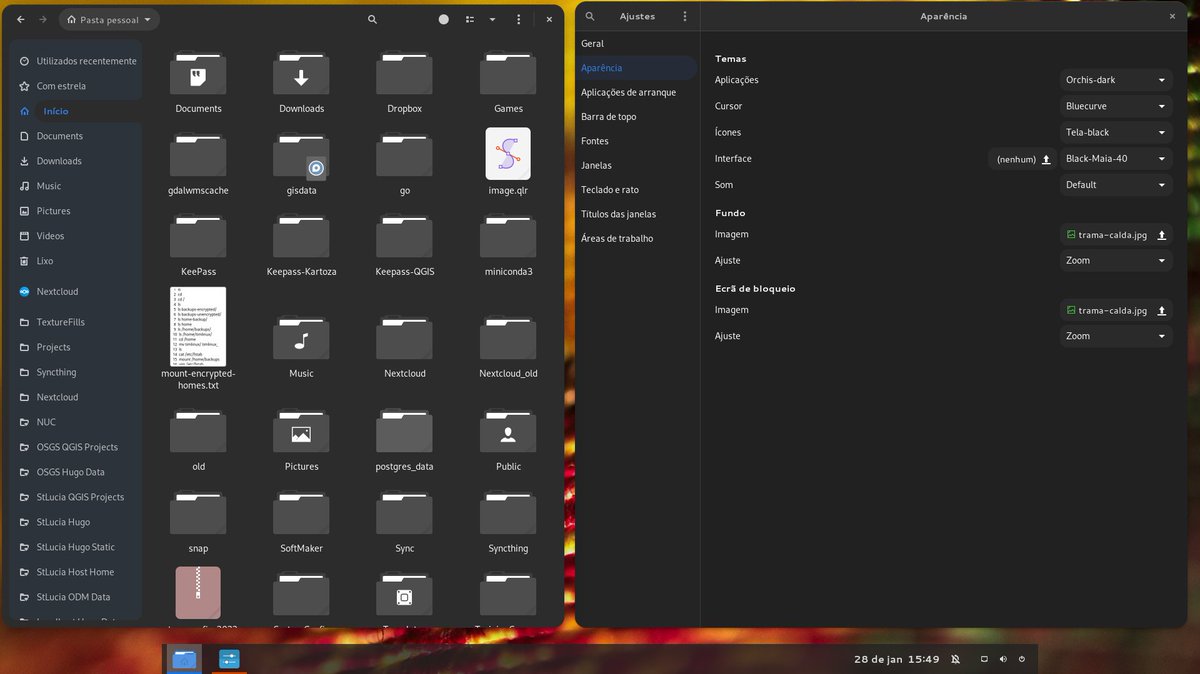 Pasta pessoal
Utilizados recentemente
Com estrela
Início
Documents
Downloads
Music
Pictures
Videos
Lixo
Nextcloud
TextureFills
Projects
Syncthing
Nextcloud
NUC
OSGS QGIS Projects
OSGS Hugo Data
StLucia QGIS Projects
StLucia Hugo
StLucia Hugo Static
StLucia Host Home
StLucia ODM Data
Documents
Downloads
Dropbox
Games
gdalwmscache
gisdata
go
image.qlr
KeePass
Keepass-Kartoza
Keepass-QGIS
miniconda3
mount-encrypted-
homes.txt
Music
Nextcloud
Nextcloud_old
old
Pictures
postgres_data
Public
snap
SoftMaker
Sync
Syncthing
Ajustes
Aparência
Geral
Aparência
Aplicações de arranque
Barra de topo
Fontes
Janelas
Teclado e rato
Titulos das janelas
Áreas de trabalho
Temas
Aplicações
Orchis-dark
Cursor
Bluecurve
Ícones
Tela-black
Interface
(nenhum)
Black-Maia-40
Som
Default
Fundo
Imagem
trama-calda.jpg
Ajuste
Zoom
Ecrã de bloqueio
Imagem
trama-calda.jpg
Ajuste
Zoom
28 de jan 15:49